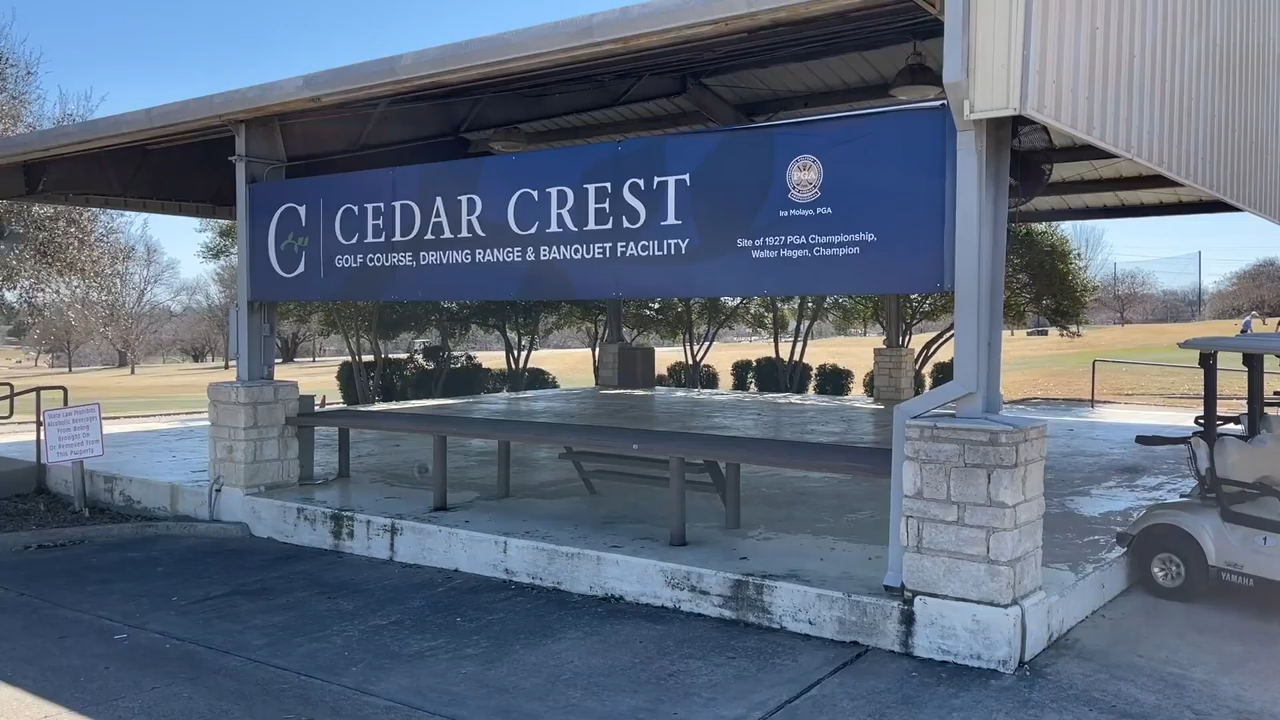 C
CEDAR CREST
GOLF COURSE, DRIVING RANGE & BANQUET FACILITY
PGA
Ira Molayo, PGA
Site of 1927 PGA Championship,
Walter Hagen, Champion
State Law Prohibits
Alcoholic Beverages
From Being
Brought On
Or Removed From
This Property
1
YAMAHA